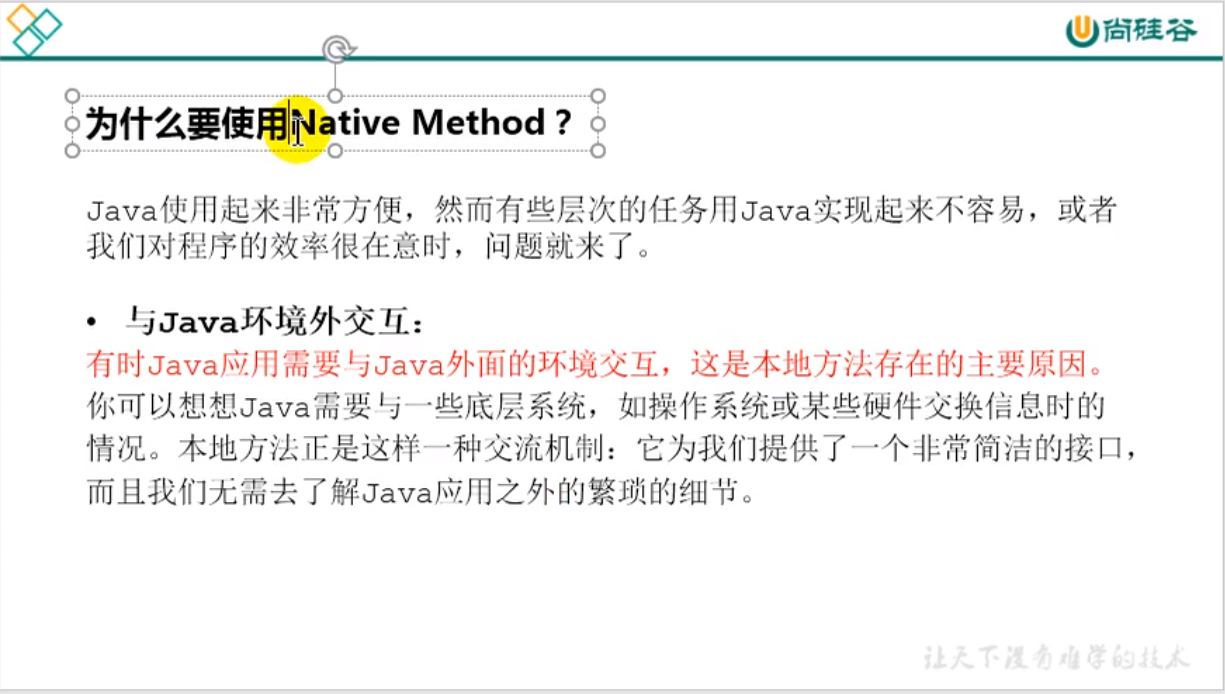 尚硅谷
为什么要使用Native Method？
Java使用起来非常方便，然而有些层次的任务用Java实现起来不容易，或者
我们对程序的效率很在意时，问题就来了。
• 与Java环境外交互：
有时Java应用需要与Java外面的环境交互，这是本地方法存在的主要原因。
你可以想想Java需要与一些底层系统，如操作系统或某些硬件交换信息时的
情况。本地方法正是这样一种交流机制：它为我们提供了一个非常简洁的接口，
而且我们无需去了解Java应用之外的繁琐的细节。
让天下没有难学的技术